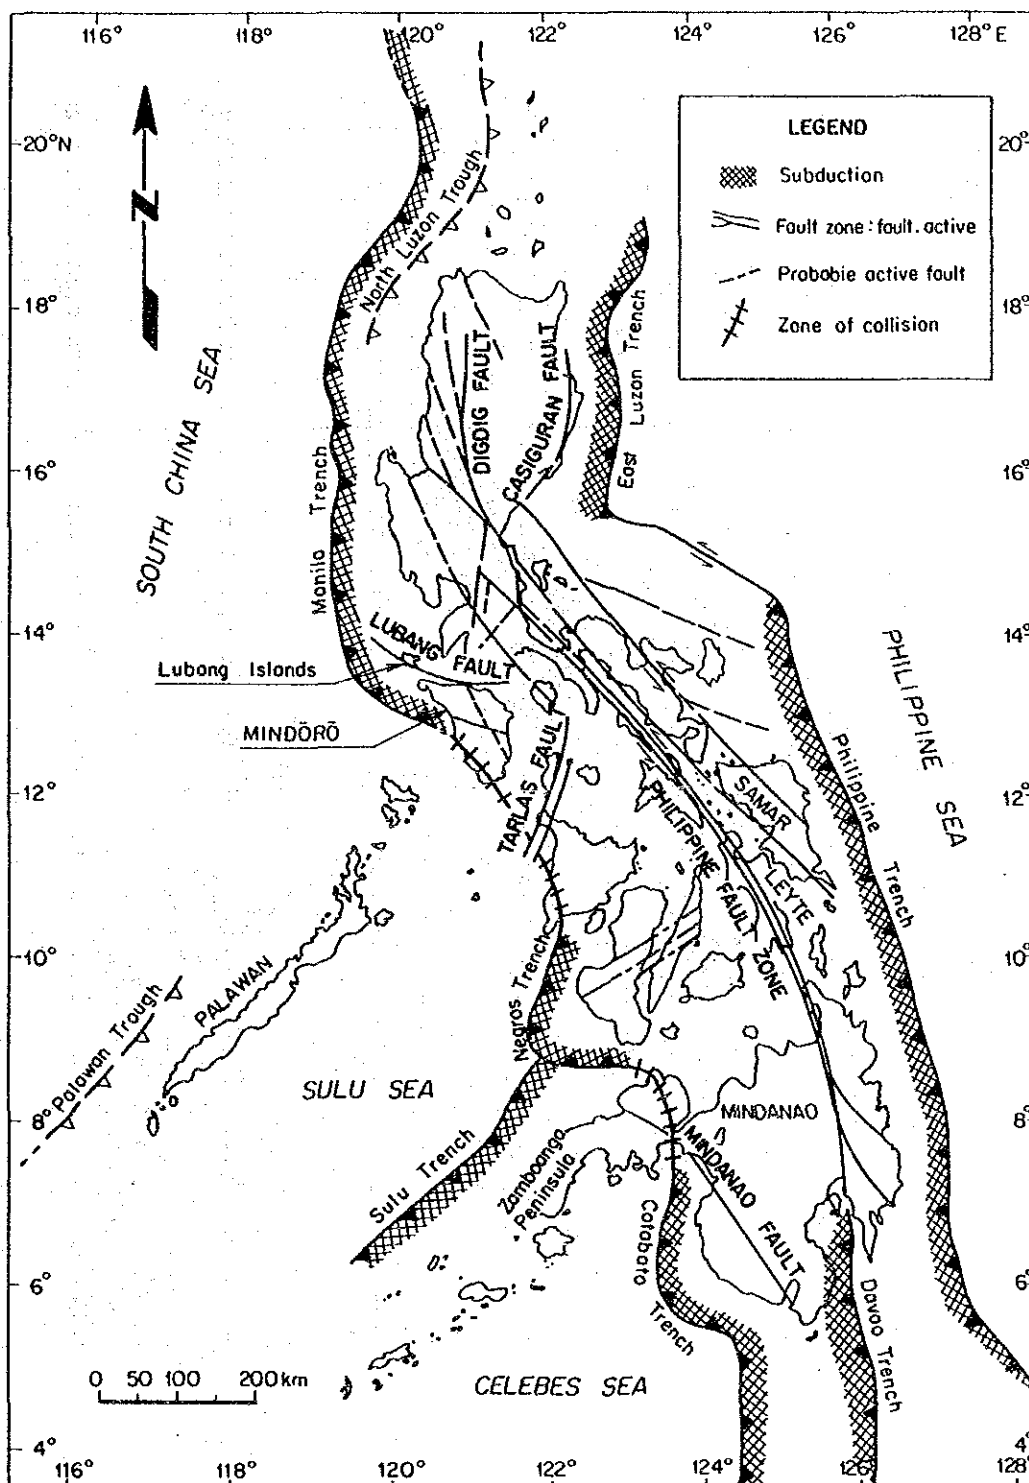 116°
118°
120°
122°
124°
126°
128° E
20°N
20°
LEGEND
Subduction
Fault zone : fault. active
Probabie active fault
Zone of collision
N
North Luzon Trough
18°
18°
DIGDIG FAULT
CASIGURAN FAULT
East Luzon Trench
SOUTH CHINA SEA
16°
16°
Manila Trench
14°
14°
LUBANG FAULT
Lubang Islands
MINDŌRŌ
PHILIPPINE SEA
12°
12°
TARLAS FAUL
PHILIPPINE FAULT ZONE
SAMAR
LEYTE
Philippine Trench
10°
10°
PALAWAN
Negros Trench
Palawan Trough
SULU SEA
8°
8°
MINDANAO
MINDANAO FAULT
Sulu Trench
Zamboanga
Peninsula
Cotabato Trench
6°
6°
Davao Trench
0 50 100 200 km
CELEBES SEA
4°
4°
116°
118°
120°
122°
124°
126°
128°